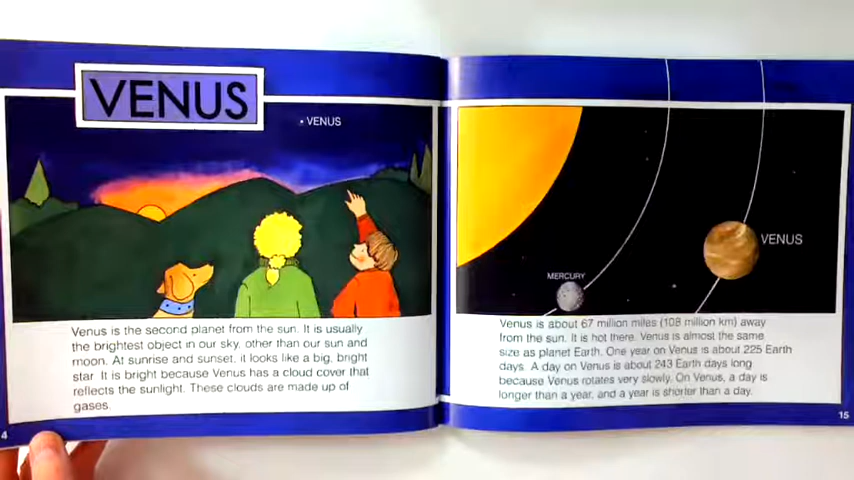 VENUS
VENUS
Venus is the second planet from the sun. It is usually
the brightest object in our sky, other than our sun and
moon. At sunrise and sunset, it looks like a big, bright
star. It is bright because Venus has a cloud cover that
reflects the sunlight. These clouds are made up of
gases.
4
MERCURY
VENUS
Venus is about 67 million miles (108 million km) away
from the sun. It is hot there. Venus is almost the same
size as planet Earth. One year on Venus is about 225 Earth
days. A day on Venus is about 243 Earth days long
because Venus rotates very slowly. On Venus, a day is
longer than a year, and a year is shorter than a day.
15